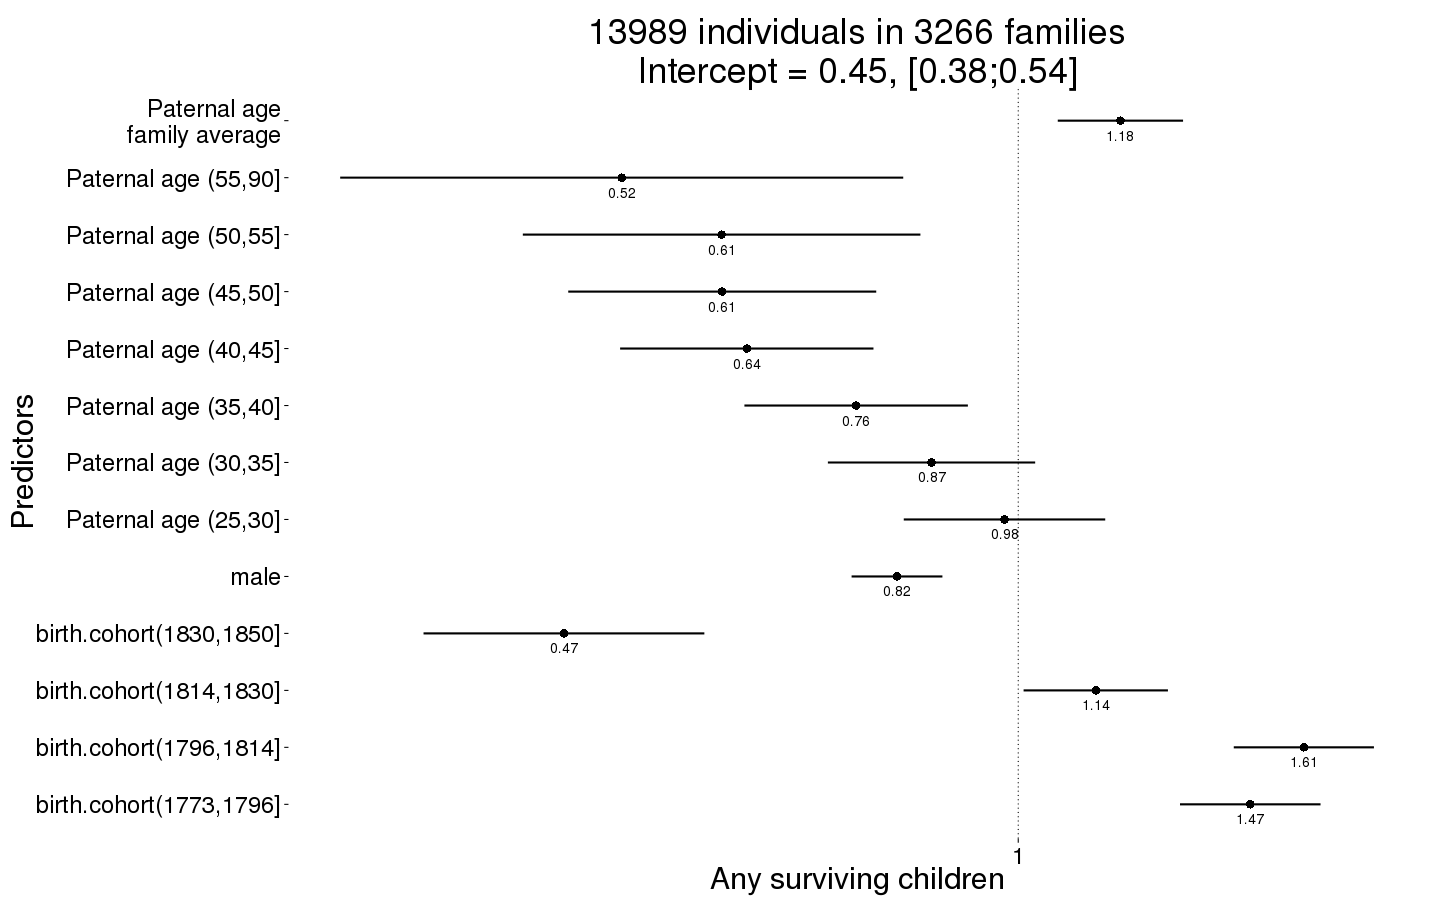 13989 individuals in 3266 families
Intercept = 0.45, [0.38;0.54]
Paternal age
family average
1.18
Paternal age (55,90]
0.52
Paternal age (50,55]
0.61
Paternal age (45,50]
0.61
Paternal age (40,45]
0.64
Paternal age (35,40]
0.76
Paternal age (30,35]
0.87
Paternal age (25,30]
0.98
male
0.82
birth.cohort(1830,1850]
0.47
birth.cohort(1814,1830]
1.14
birth.cohort(1796,1814]
1.61
birth.cohort(1773,1796]
1.47
Predictors
1
Any surviving children